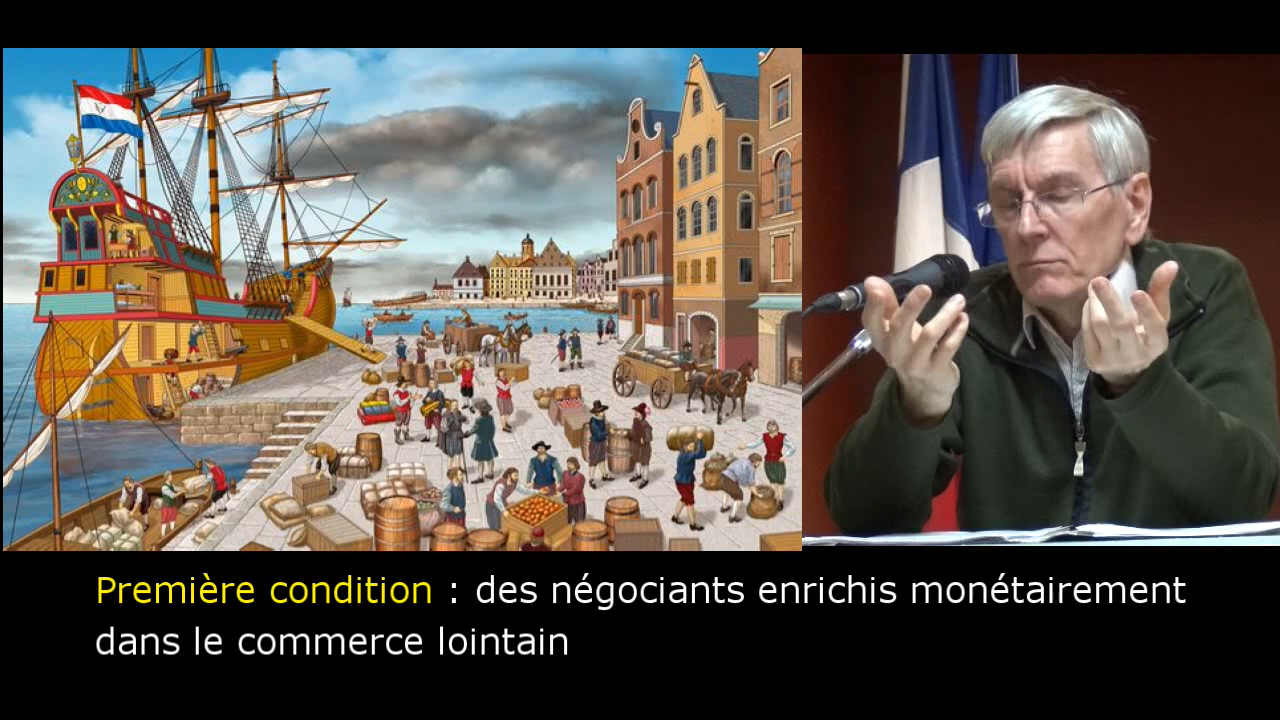 Première condition : des négociants enrichis monétairement
dans le commerce lointain